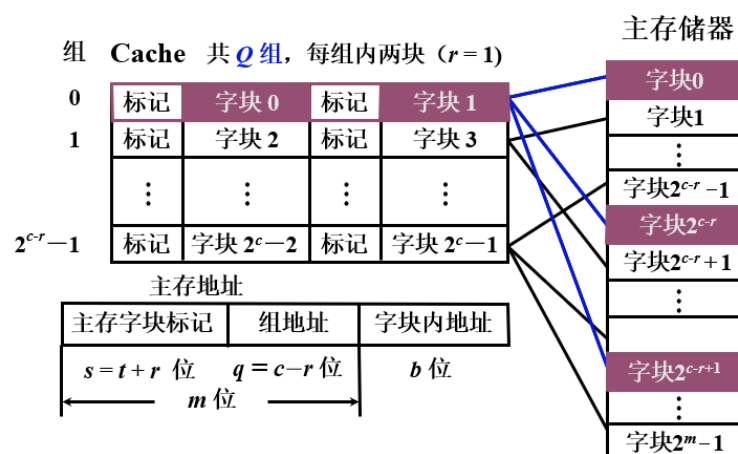 组 Cache 共 Q 组，每组内两块（r = 1）
0 标记 字块 0 标记 字块 1
1 标记 字块 2 标记 字块 3
⋮ ⋮ ⋮ ⋮
2^{c-r}—1 标记 字块 2^c—2 标记 字块 2^c—1
主存地址
主存字块标记 组地址 字块内地址
s = t + r 位 q = c–r 位 b 位
m 位
主存储器
字块0
字块1
⋮
字块2^{c-r} -1
字块2^{c-r}
字块2^{c-r} + 1
⋮
字块2^{c-r+1}
⋮
字块2^m - 1